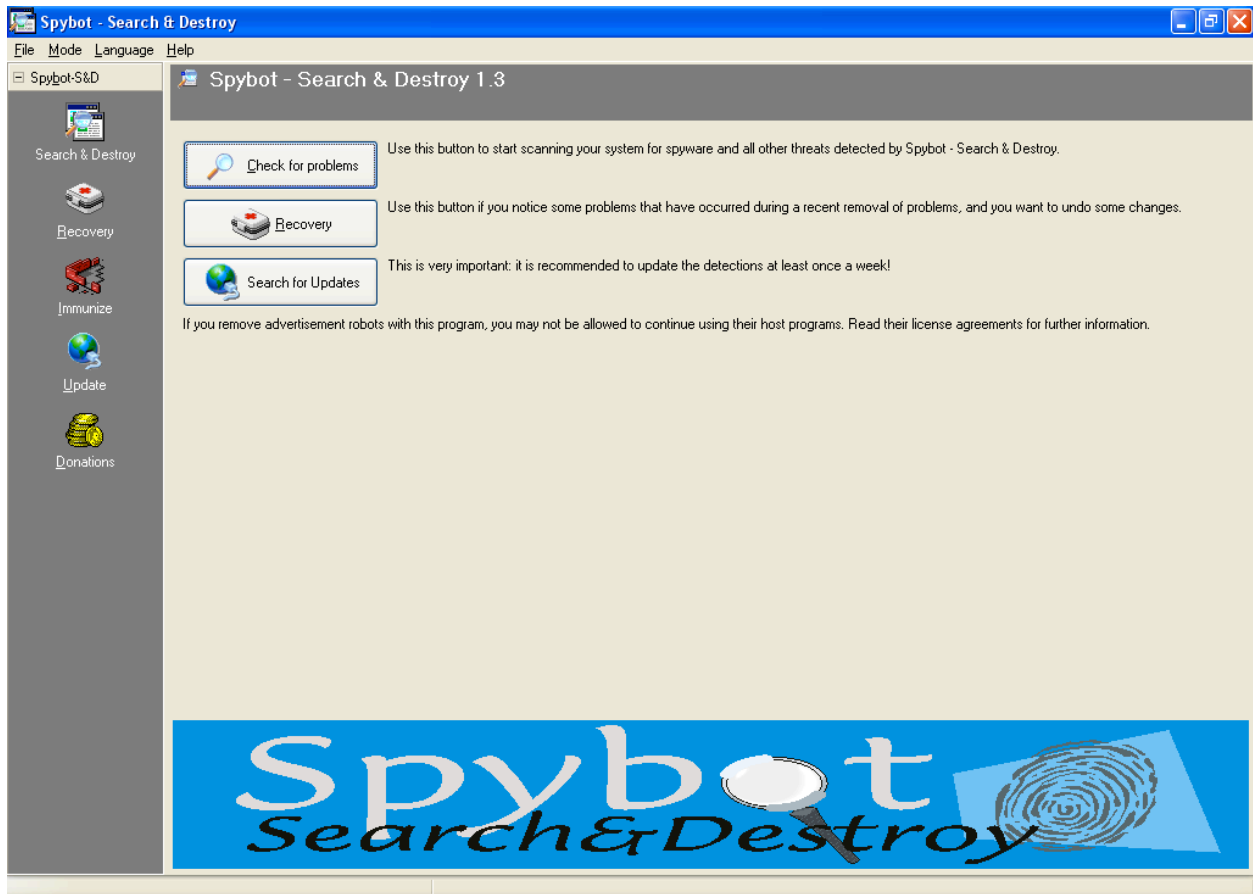 Spybot - Search & Destroy
File Mode Language Help
Spybot-S&D
Spybot - Search & Destroy 1.3
Search & Destroy
Recovery
Immunize
Update
Donations
Check for problems
Use this button to start scanning your system for spyware and all other threats detected by Spybot - Search & Destroy.
Recovery
Use this button if you notice some problems that have occurred during a recent removal of problems, and you want to undo some changes.
Search for Updates
This is very important: it is recommended to update the detections at least once a week!
If you remove advertisement robots with this program, you may not be allowed to continue using their host programs. Read their license agreements for further information.
Spybot
Search&Destroy